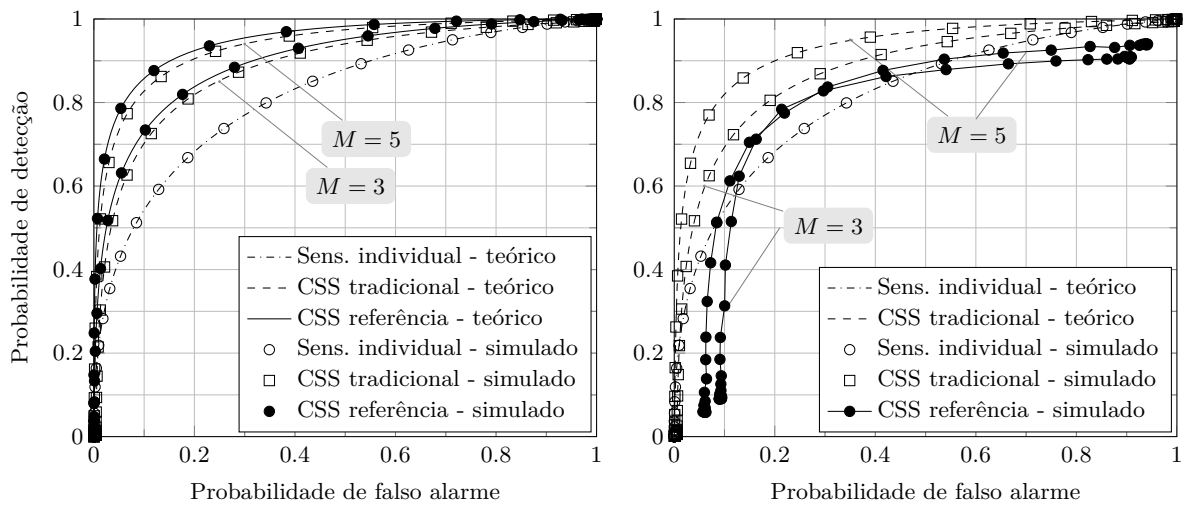 1
0.8
0.6
0.4
0.2
0
0
0.2
0.4
0.6
0.8
1
Probabilidade de detecção
Probabilidade de falso alarme
M = 5
M = 3
Sens. individual - teórico
CSS tradicional - teórico
CSS referência - teórico
Sens. individual - simulado
CSS tradicional - simulado
CSS referência - simulado
1
0.8
0.6
0.4
0.2
0
0
0.2
0.4
0.6
0.8
1
Probabilidade de falso alarme
M = 5
M = 3
Sens. individual - teórico
CSS tradicional - teórico
Sens. individual - simulado
CSS tradicional - simulado
CSS referência - simulado